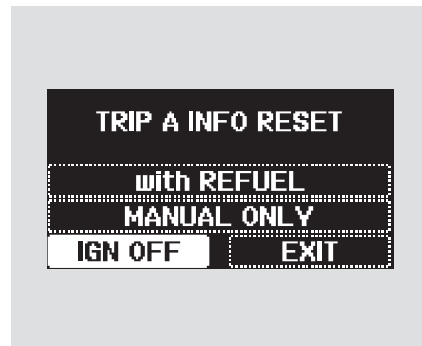 TRIP A INFO RESET
with REFUEL
MANUAL ONLY
IGN OFF EXIT